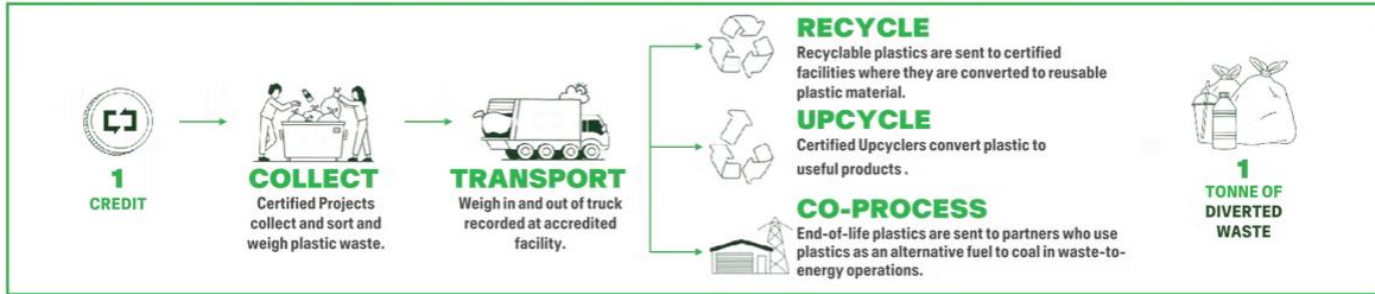 1
CREDIT
COLLECT
Certified Projects
collect and sort and
weigh plastic waste.
TRANSPORT
Weigh in and out of truck
recorded at accredited
facility.
RECYCLE
Recyclable plastics are sent to certified
facilities where they are converted to reusable
plastic material.
UPCYCLE
Certified Upcyclers convert plastic to
useful products .
CO-PROCESS
End-of-life plastics are sent to partners who use
plastics as an alternative fuel to coal in waste-to-
energy operations.
1
TONNE OF
DIVERTED
WASTE